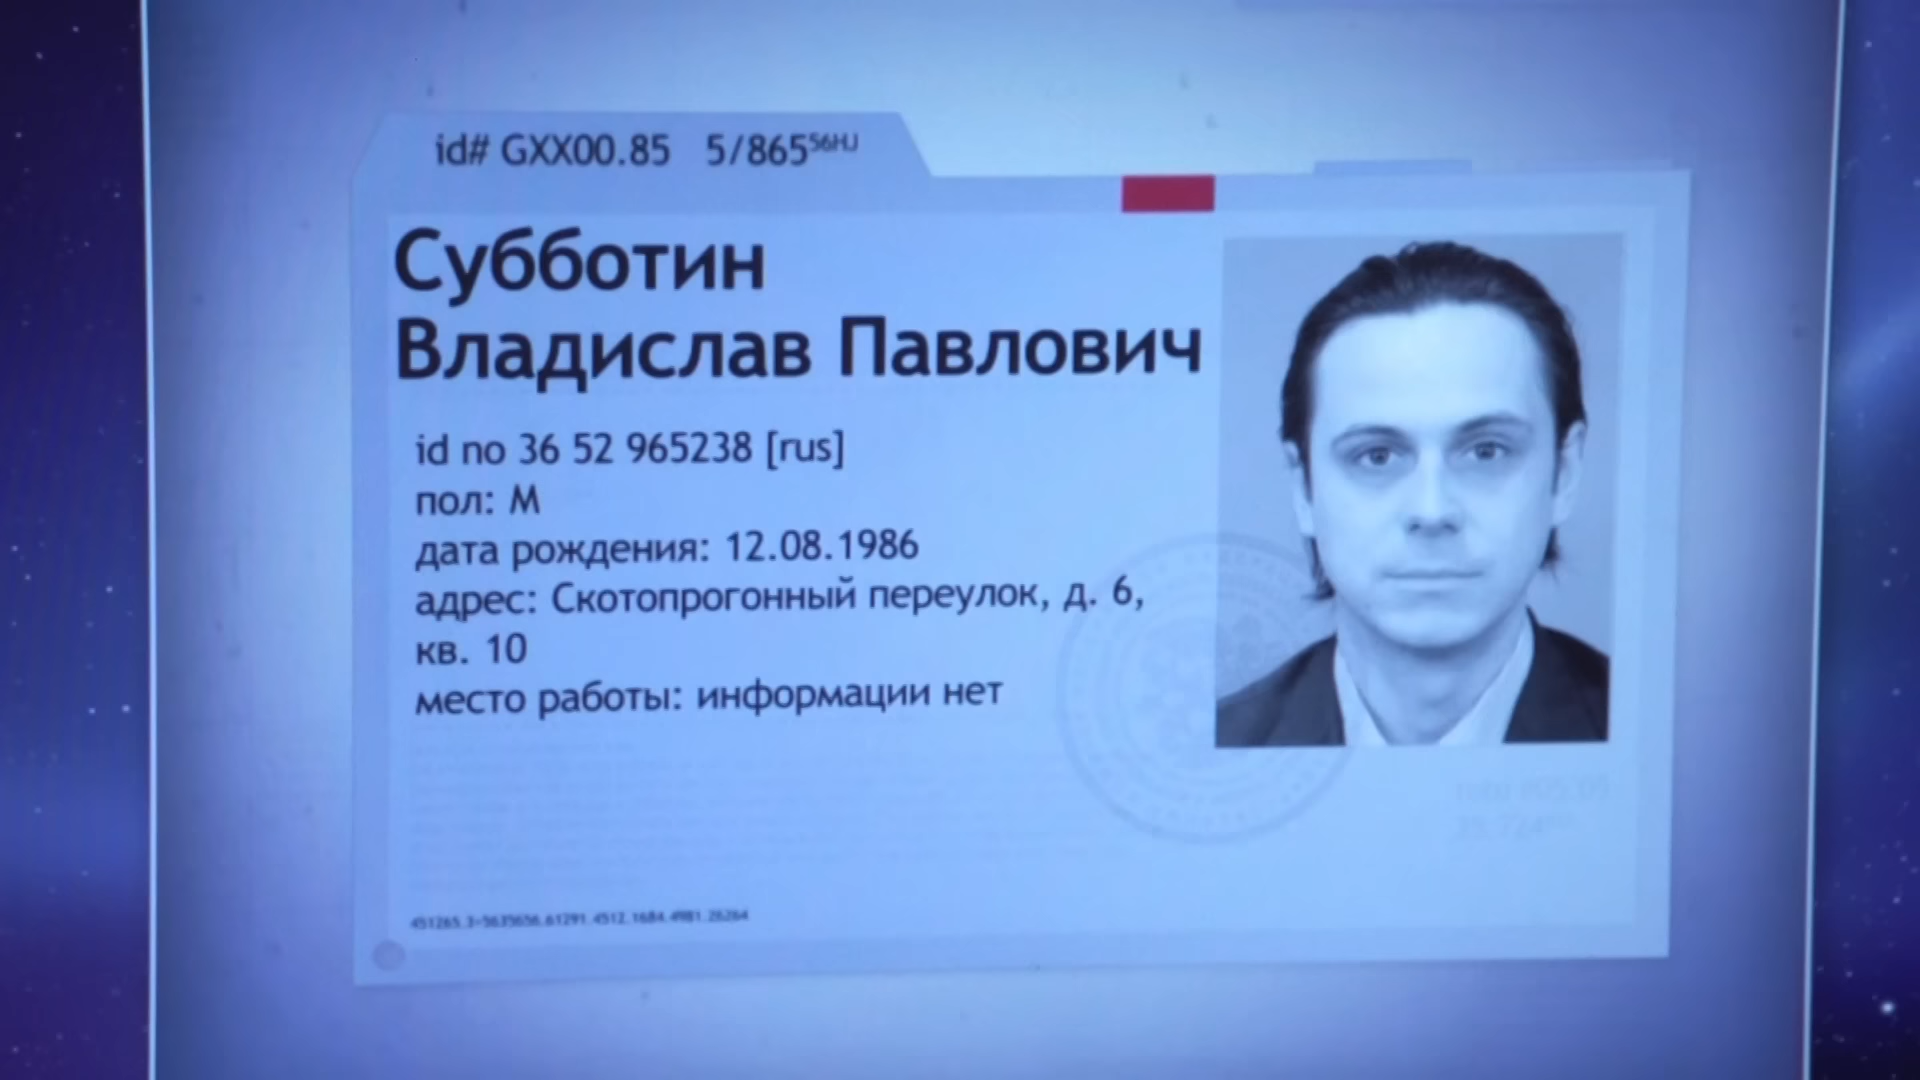 id# GXX00.85 5/865 56HJ
Субботин
Владислав Павлович
id no 36 52 965238 [rus]
пол: М
дата рождения: 12.08.1986
адрес: Скотопрогонный переулок, д. 6,
кв. 10
место работы: информации нет